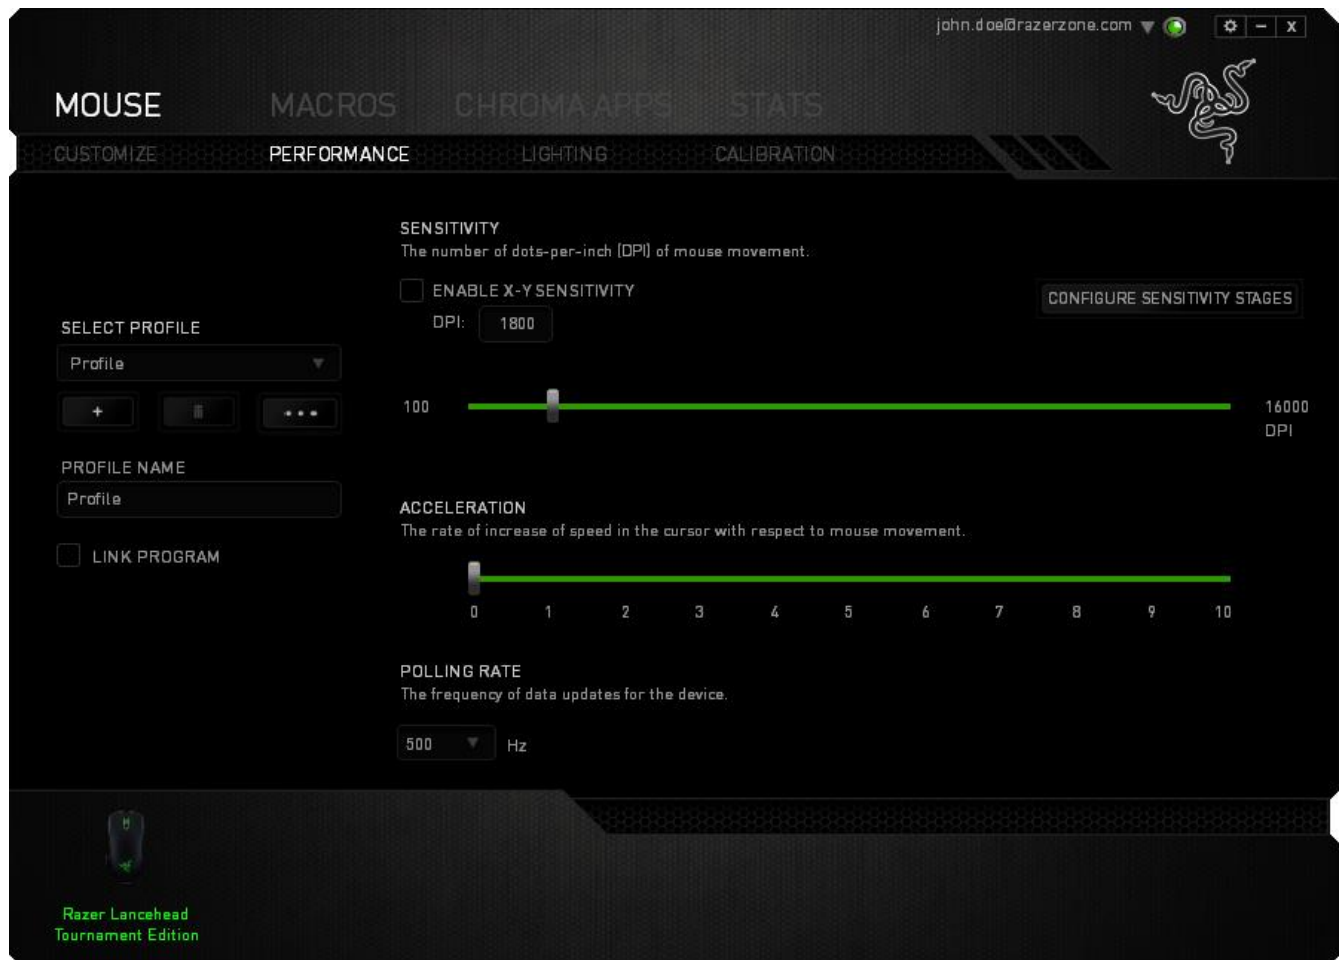 john.doe@razerzone.com
X
MOUSE MACROS CHROMA APPS STATS
CUSTOMIZE PERFORMANCE LIGHTING CALIBRATION
SENSITIVITY
The number of dots-per-inch [DPI] of mouse movement.
ENABLE X-Y SENSITIVITY
CONFIGURE SENSITIVITY STAGES
DPI: 1800
SELECT PROFILE
Profile
100
16000
DPI
PROFILE NAME
Profile
LINK PROGRAM
ACCELERATION
The rate of increase of speed in the cursor with respect to mouse movement.
0 1 2 3 4 5 6 7 8 9 10
POLLING RATE
The frequency of data updates for the device.
500 Hz
Razer Lancehead
Tournament Edition